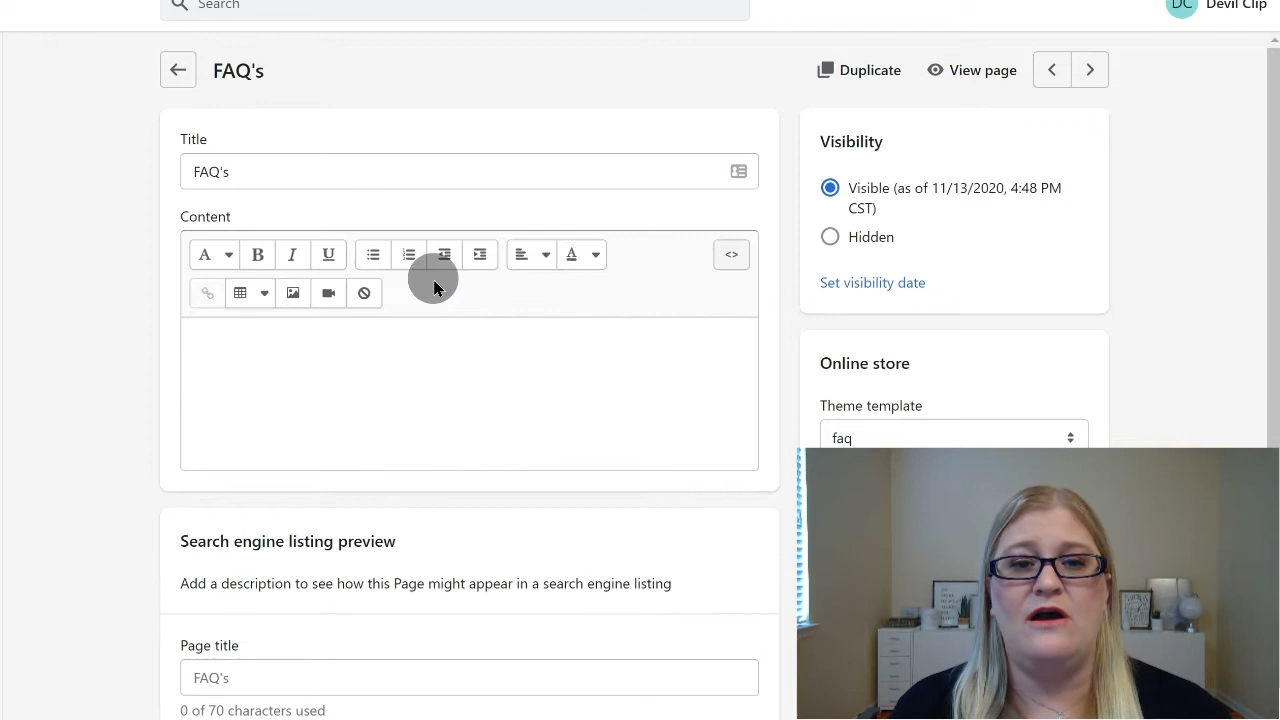 Search
DC Devil Clip
FAQ's
Duplicate
View page
Title
FAQ's
Content
A B I U A <>
Visibility
Visible (as of 11/13/2020, 4:48 PM
CST)
Hidden
Set visibility date
Online store
Theme template
faq
Search engine listing preview
Add a description to see how this Page might appear in a search engine listing
Page title
FAQ's
0 of 70 characters used